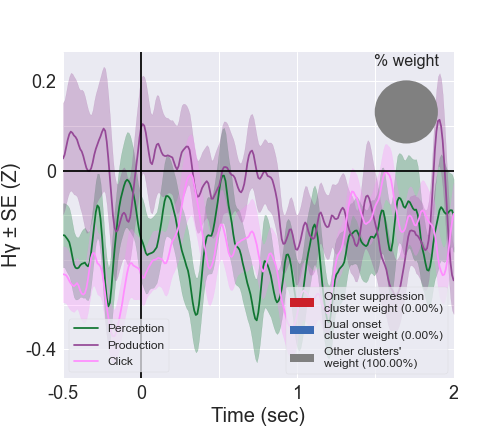 % weight
0.2
0
-0.4
Hγ ± SE (Z)
Perception
Production
Click
Onset suppression
cluster weight (0.00%)
Dual onset
cluster weight (0.00%)
Other clusters'
weight (100.00%)
-0.5
0
1
2
Time (sec)